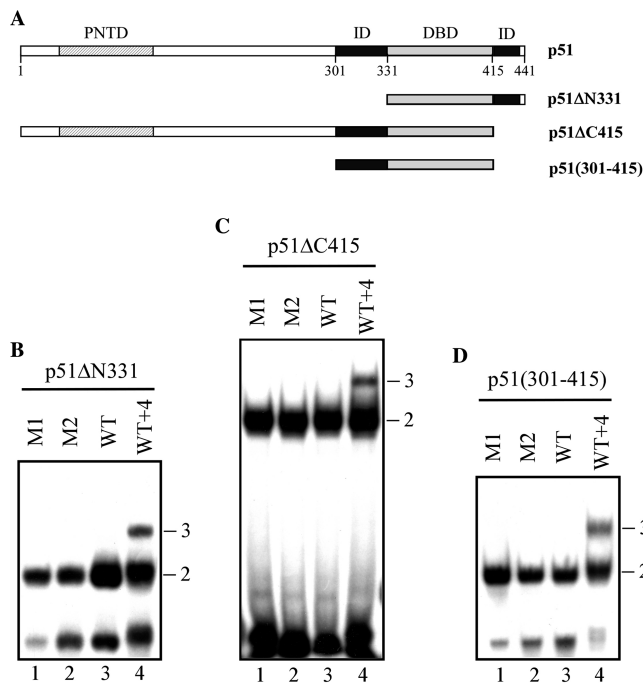 A
PNTD ID DBD ID
p51
1 301 331 415 441
p51ΔN331
p51ΔC415
p51(301-415)
C
p51ΔC415
M1 M2 WT WT+4
3
2
1 2 3 4
B
p51ΔN331
M1 M2 WT WT+4
3
2
1 2 3 4
D
p51(301-415)
M1 M2 WT WT+4
3
2
1 2 3 4